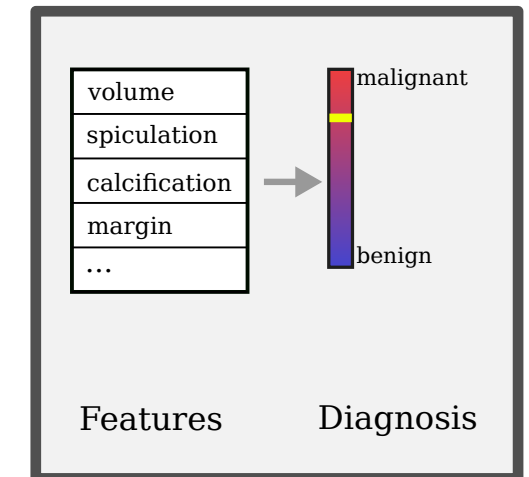 volume
spiculation
calcification
margin
...
malignant
benign
Features
Diagnosis